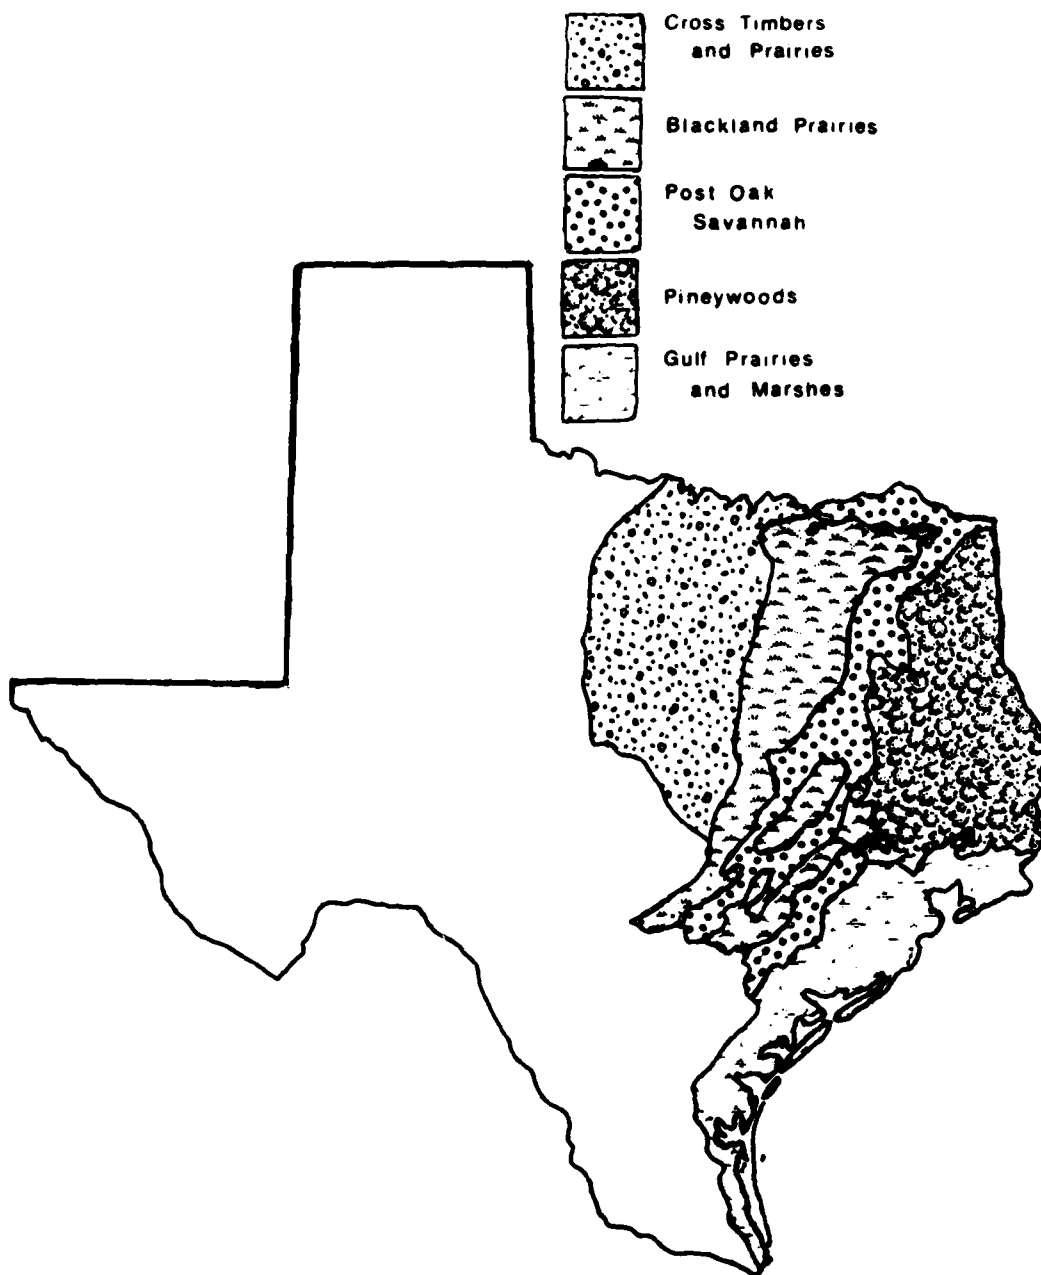 Cross Timbers
and Prairies
Blackland Prairies
Post Oak
Savannah
Pineywoods
Gulf Prairies
and Marshes